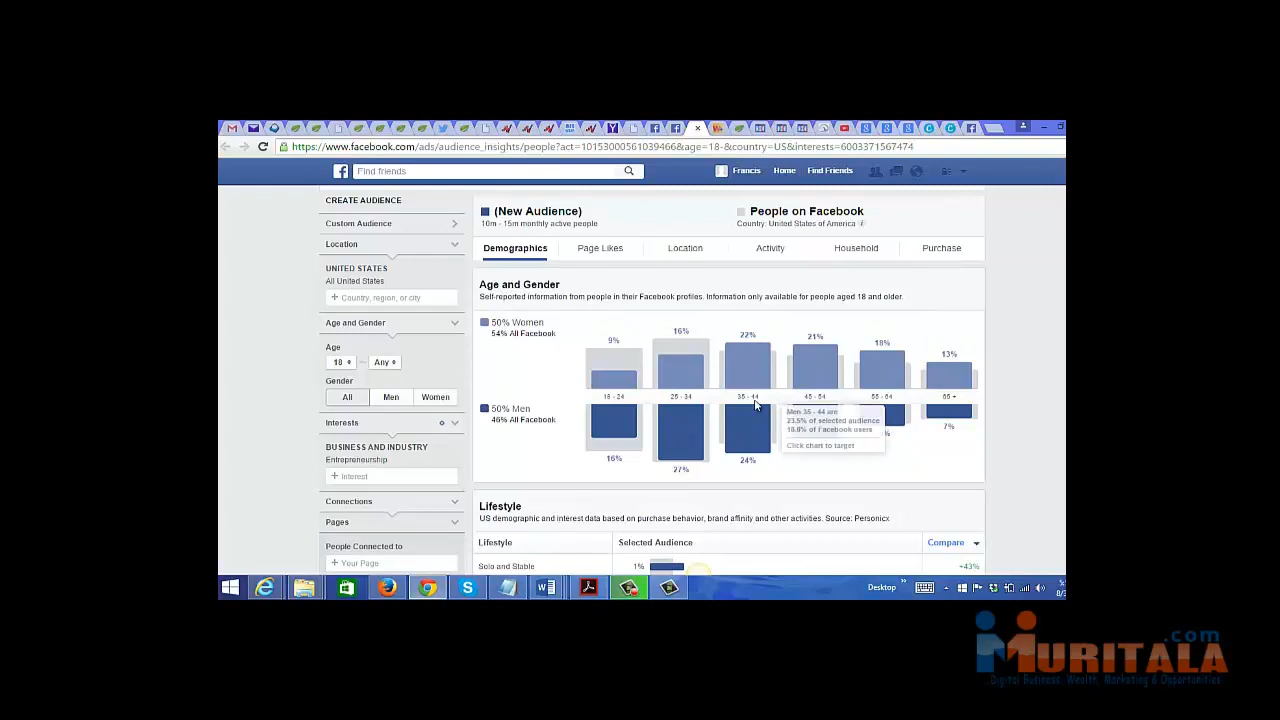 https://www.facebook.com/ads/audience_insights/people?act=10153000561039466&age=18-&country=US&interests=6003371567474
Find friends
Francis Home Find Friends
CREATE AUDIENCE
Custom Audience
Location
UNITED STATES
All United States
+ Country, region, or city
Age and Gender
Age
18 – Any
Gender
All Men Women
Interests
BUSINESS AND INDUSTRY
Entrepreneurship
+ Interest
Connections
Pages
People Connected to
+ Your Page
(New Audience)
10m - 15m monthly active people
People on Facebook
Country: United States of America
Demographics Page Likes Location Activity Household Purchase
Age and Gender
Self-reported information from people in their Facebook profiles. Information only available for people aged 18 and older.
50% Women
54% All Facebook
9% 16% 22% 21% 18% 13%
18 - 24 25 - 34 35 - 44 45 - 54 55 - 64 65 +
50% Men
46% All Facebook
16% 27% 24% 7%
Men 35 - 44 are
23.5% of selected audience
18.8% of Facebook users
Click chart to target
Lifestyle
US demographic and interest data based on purchase behavior, brand affinity and other activities. Source: Personicx
Lifestyle Selected Audience Compare
Solo and Stable 1% +43%
Desktop
MURITALA
.com
Digital Business, Wealth, Marketing & Opportunities